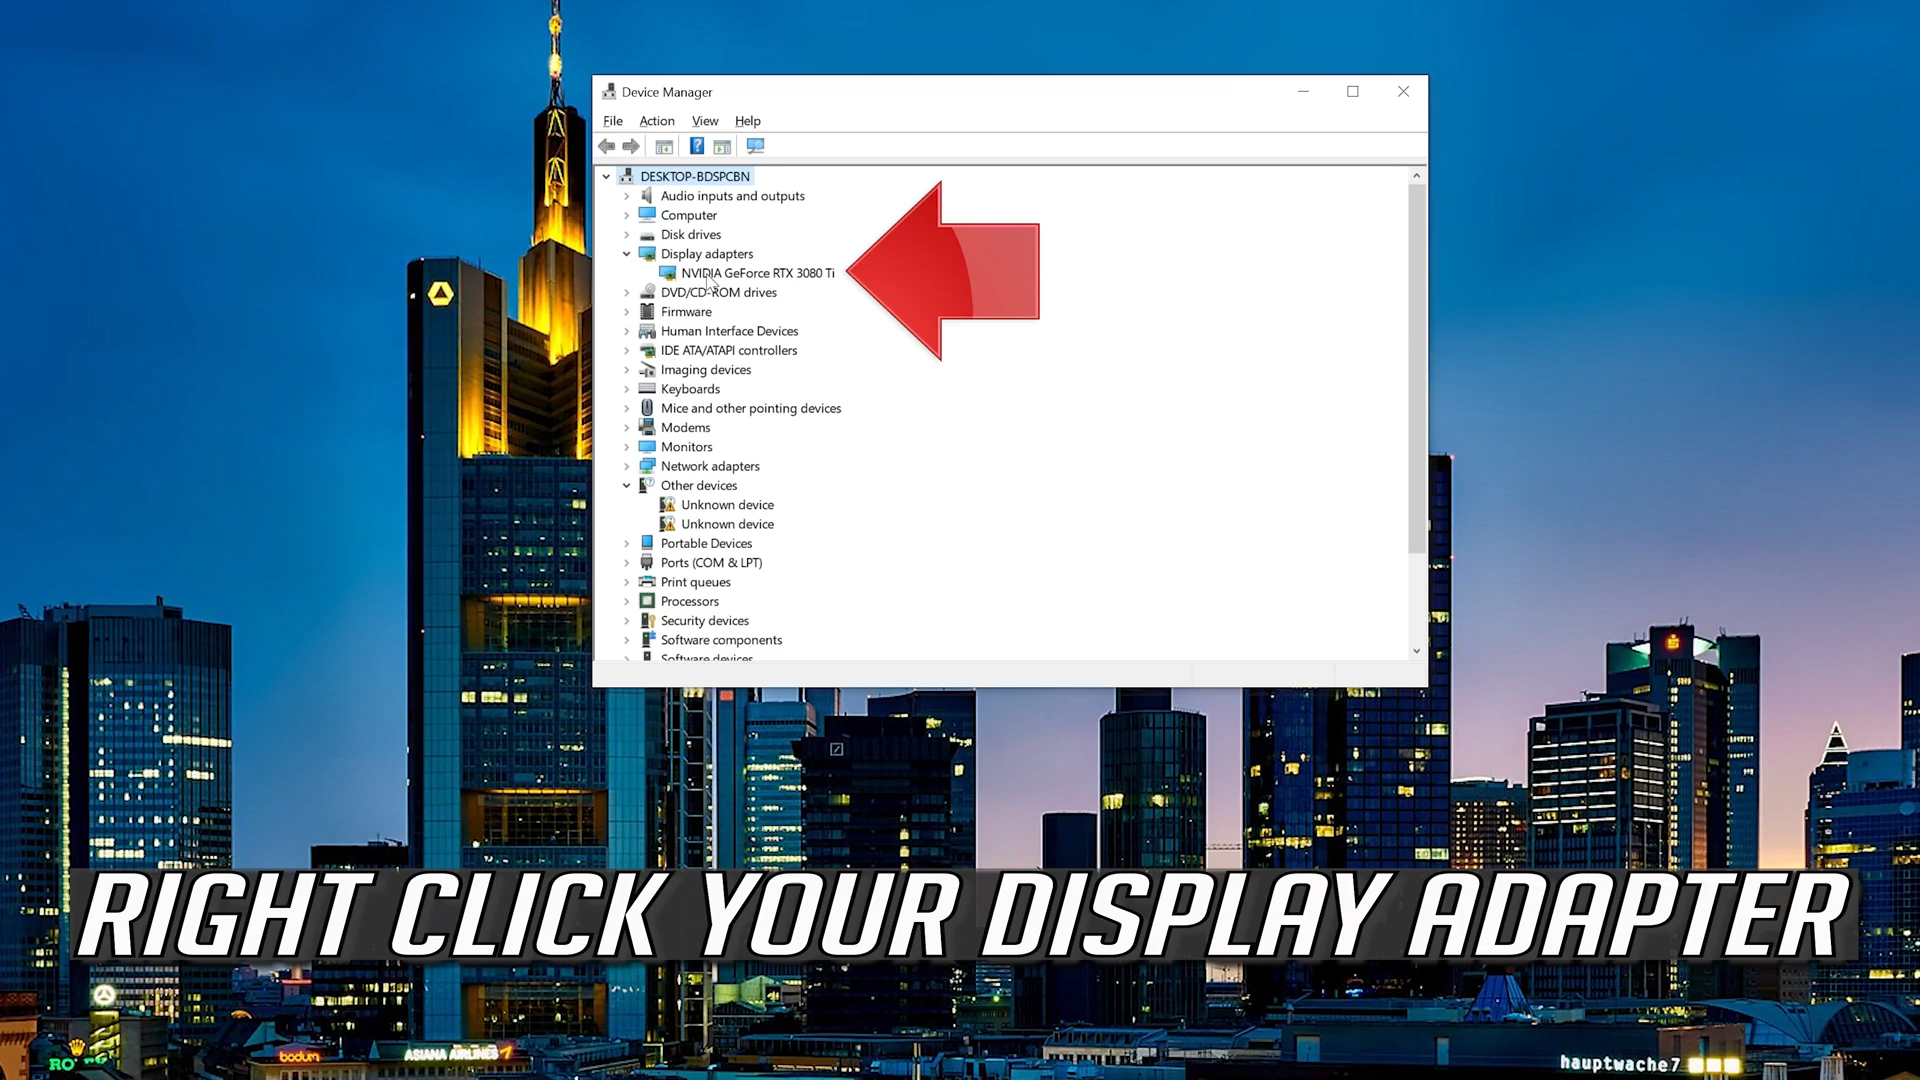 Device Manager
File Action View Help
DESKTOP-BDSPCBN
Audio inputs and outputs
Computer
Disk drives
Display adapters
NVIDIA GeForce RTX 3080 Ti
DVD/CD-ROM drives
Firmware
Human Interface Devices
IDE ATA/ATAPI controllers
Imaging devices
Keyboards
Mice and other pointing devices
Modems
Monitors
Network adapters
Other devices
Unknown device
Unknown device
Portable Devices
Ports (COM & LPT)
Print queues
Processors
Security devices
Software components
Software devices
RIGHT CLICK YOUR DISPLAY ADAPTER
bodum
ASIANA AIRLINES
hauptwache7